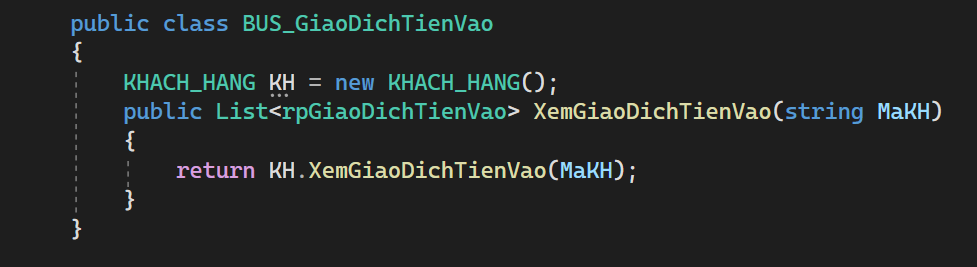 public class BUS_GiaoDichTienVao
{
KHACH_HANG KH = new KHACH_HANG();
public List<rpGiaoDichTienVao> XemGiaoDichTienVao(string MaKH)
{
return KH.XemGiaoDichTienVao(MaKH);
}
}